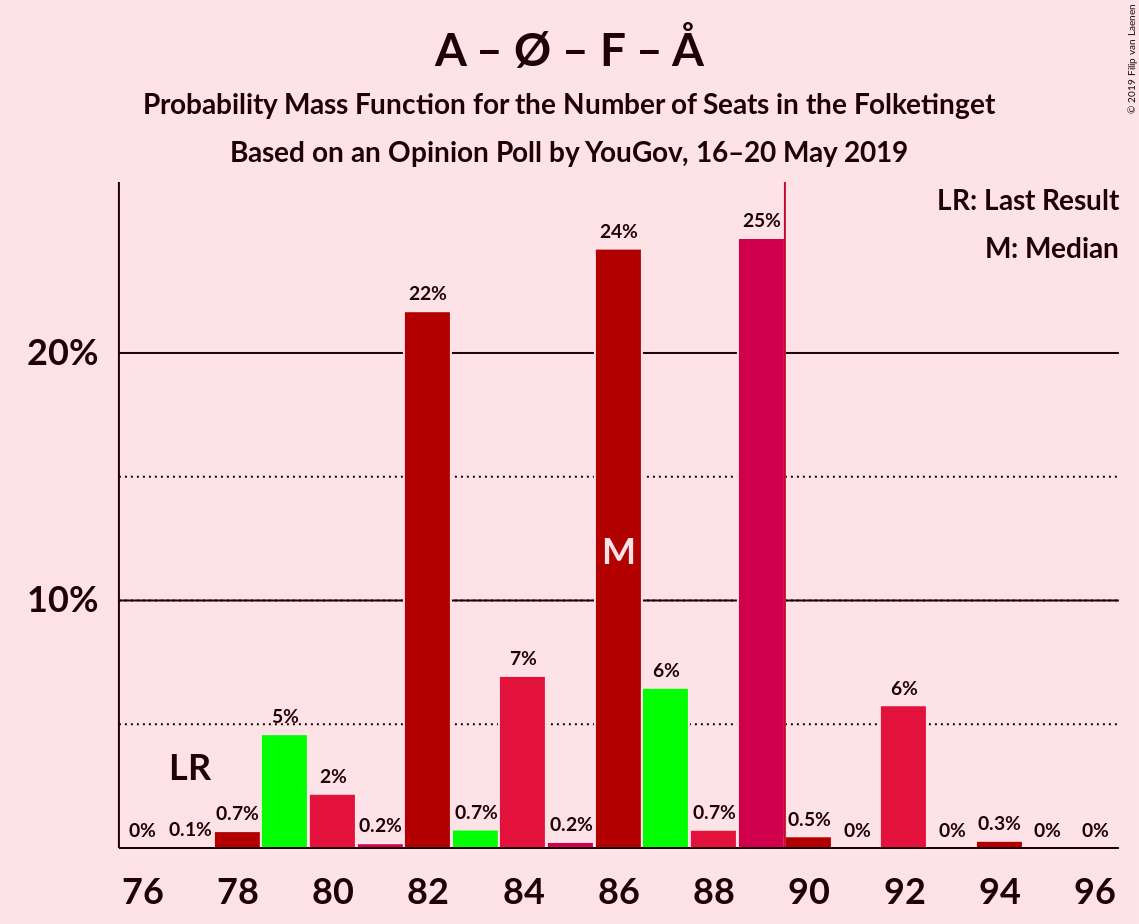 A – Ø – F – Å
Probability Mass Function for the Number of Seats in the Folketinget
Based on an Opinion Poll by YouGov, 16–20 May 2019
© 2019 Filip van Laenen
LR: Last Result
M: Median
20%
10%
0%
0.1%
0.7%
5%
2%
0.2%
22%
0.7%
7%
0.2%
24%
6%
0.7%
25%
0.5%
0%
6%
0%
0.3%
0%
0%
LR
M
76 78 80 82 84 86 88 90 92 94 96